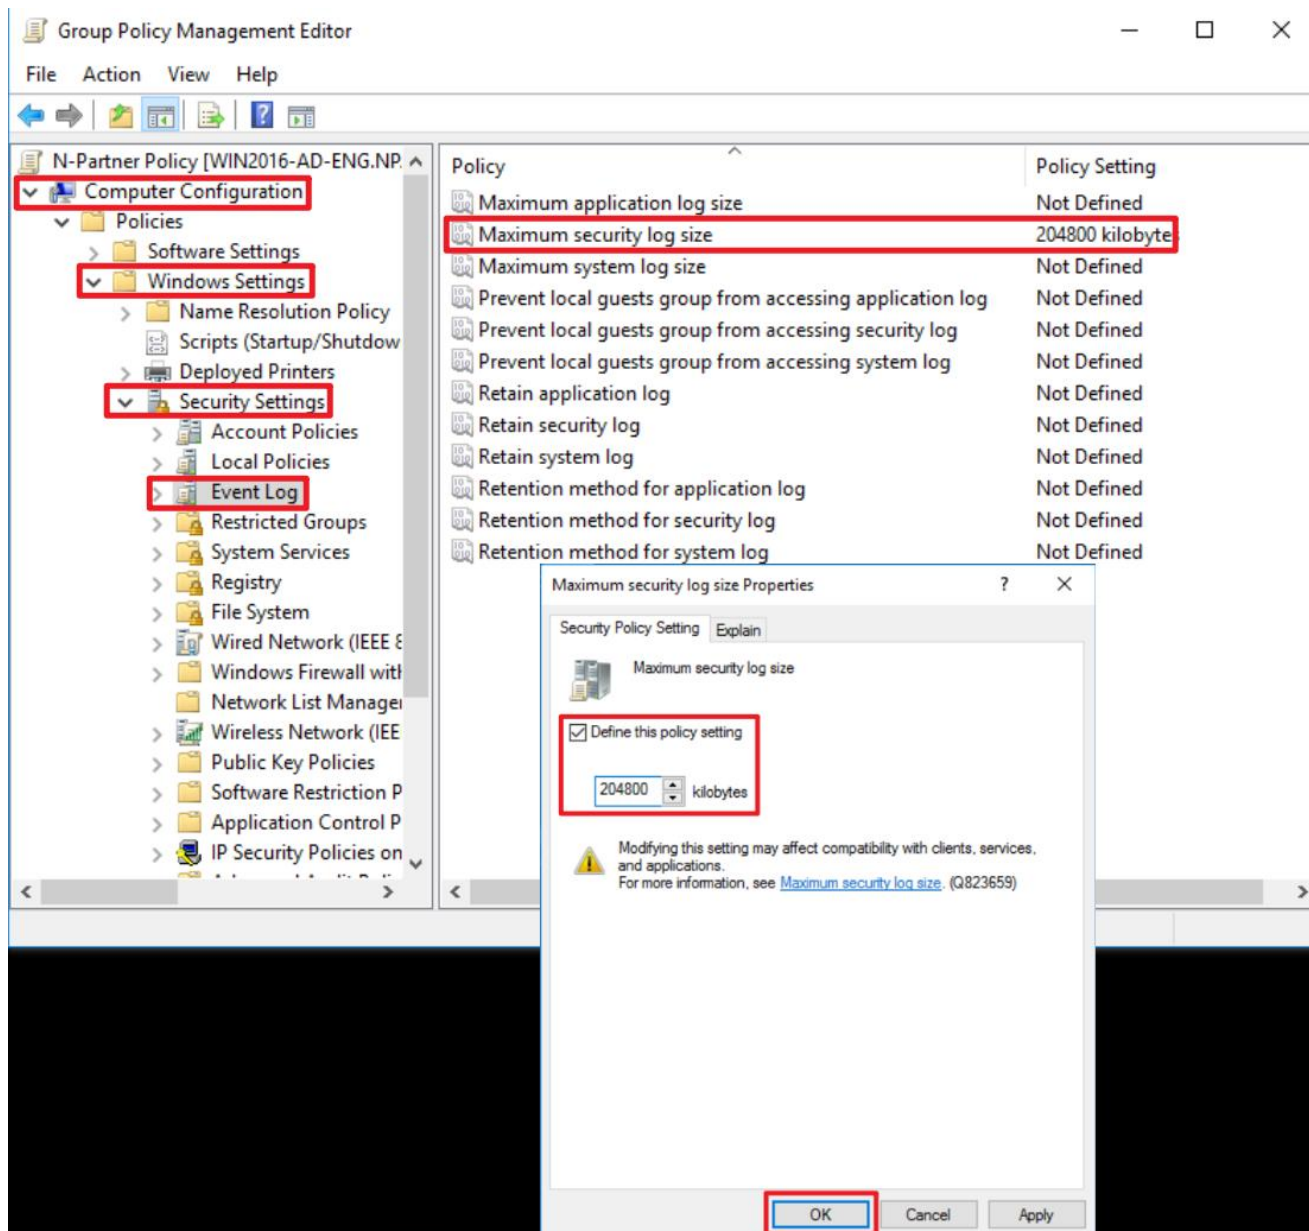 Group Policy Management Editor
File Action View Help
N-Partner Policy [WIN2016-AD-ENG.NP.
Computer Configuration
Policies
Software Settings
Windows Settings
Name Resolution Policy
Scripts (Startup/Shutdow
Deployed Printers
Security Settings
Account Policies
Local Policies
Event Log
Restricted Groups
System Services
Registry
File System
Wired Network (IEEE 8
Windows Firewall with
Network List Manager
Wireless Network (IEE
Public Key Policies
Software Restriction P
Application Control P
IP Security Policies on
Policy Policy Setting
Maximum application log size Not Defined
Maximum security log size 204800 kilobytes
Maximum system log size Not Defined
Prevent local guests group from accessing application log Not Defined
Prevent local guests group from accessing security log Not Defined
Prevent local guests group from accessing system log Not Defined
Retain application log Not Defined
Retain security log Not Defined
Retain system log Not Defined
Retention method for application log Not Defined
Retention method for security log Not Defined
Retention method for system log Not Defined
Maximum security log size Properties ?
Security Policy Setting Explain
Maximum security log size
Define this policy setting
204800 kilobytes
Modifying this setting may affect compatibility with clients, services,
and applications.
For more information, see Maximum security log size. (Q823659)
OK Cancel Apply